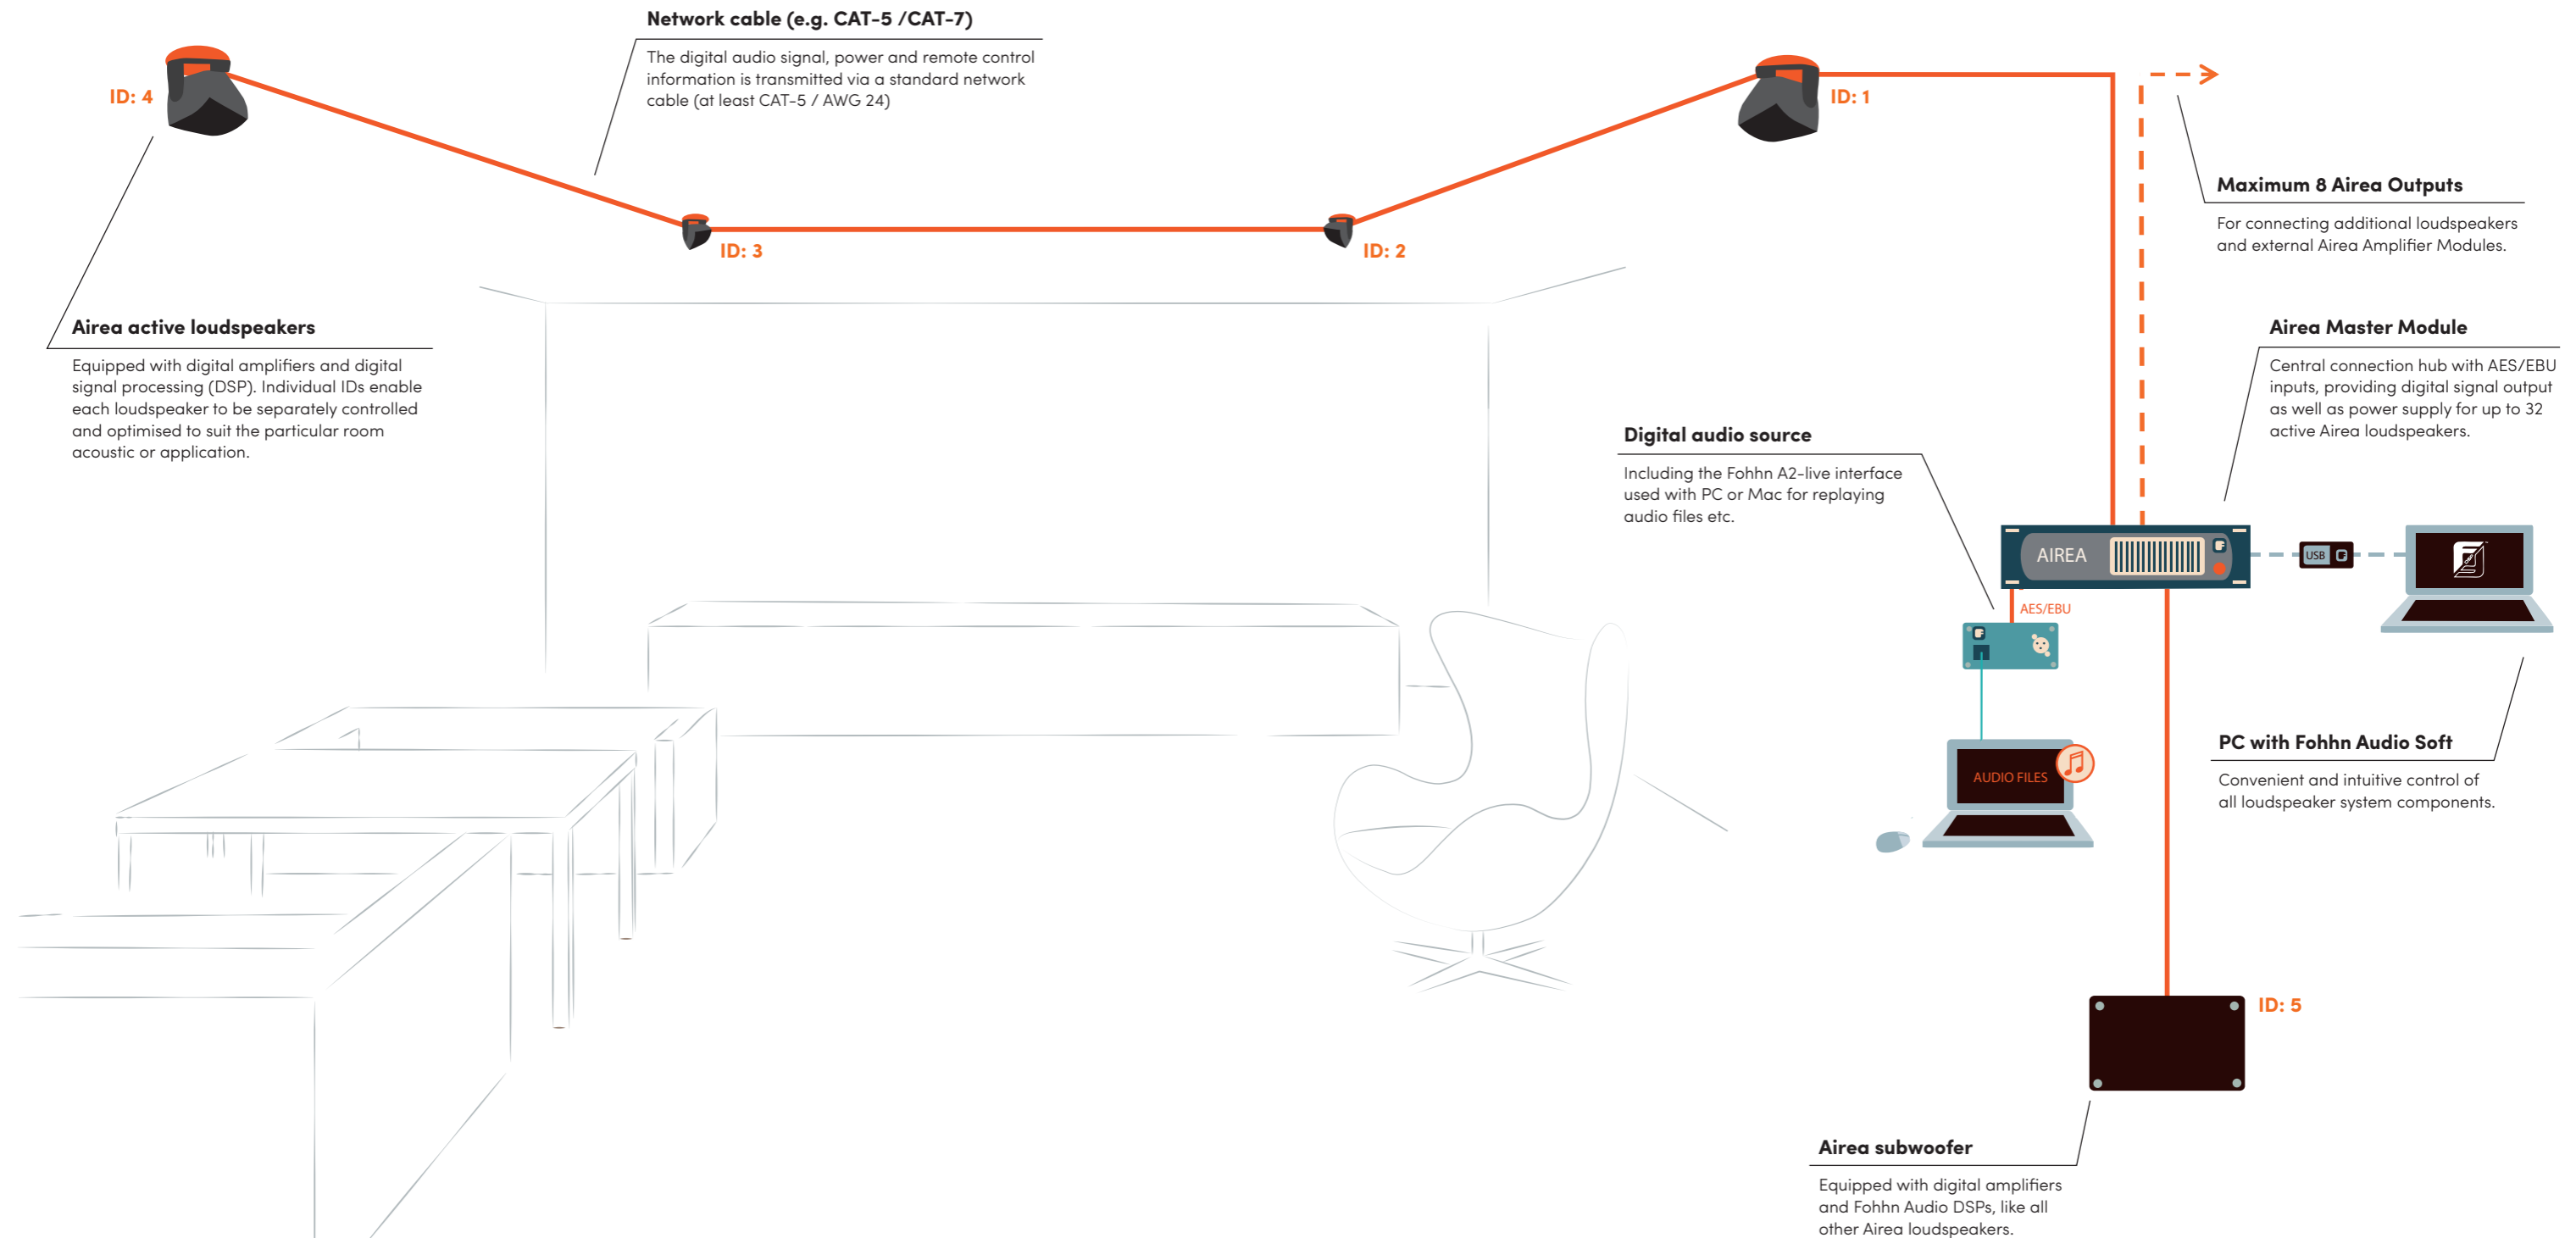 Network cable (e.g. CAT-5 /CAT-7)
The digital audio signal, power and remote control
information is transmitted via a standard network
cable (at least CAT-5 / AWG 24)
ID: 4
ID: 1
ID: 3
ID: 2
Maximum 8 Airea Outputs
For connecting additional loudspeakers
and external Airea Amplifier Modules.
Airea active loudspeakers
Equipped with digital amplifiers and digital
signal processing (DSP). Individual IDs enable
each loudspeaker to be separately controlled
and optimised to suit the particular room
acoustic or application.
Airea Master Module
Central connection hub with AES/EBU
inputs, providing digital signal output
as well as power supply for up to 32
active Airea loudspeakers.
Digital audio source
Including the Fohhn A2-live interface
used with PC or Mac for replaying
audio files etc.
AIREA
USB
AES/EBU
AUDIO FILES
PC with Fohhn Audio Soft
Convenient and intuitive control of
all loudspeaker system components.
ID: 5
Airea subwoofer
Equipped with digital amplifiers
and Fohhn Audio DSPs, like all
other Airea loudspeakers.